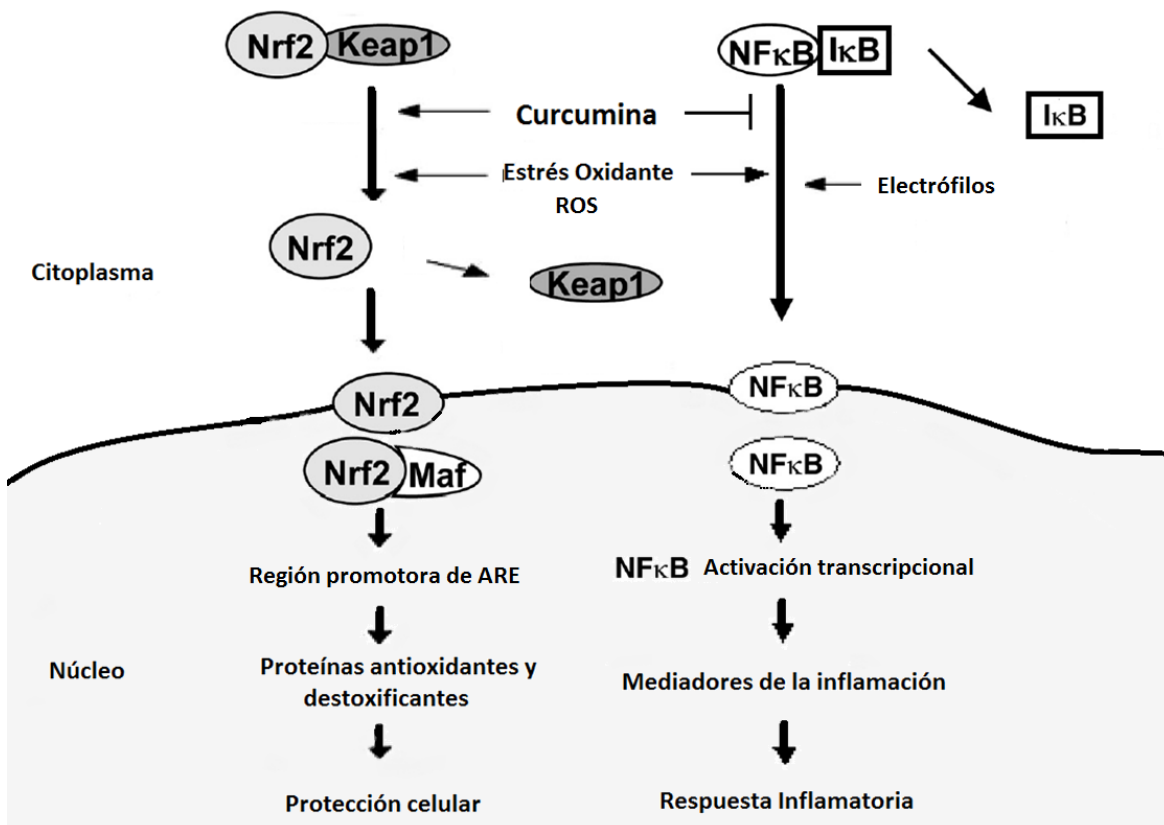 Nrf2 Keap1
NFκB IκB
IκB
Curcumina
Estrés Oxidante
ROS
Electrófilos
Nrf2
Keap1
Citoplasma
Nrf2
NFκB
Nrf2 Maf
NFκB
Región promotora de ARE
NFκB Activación transcripcional
Núcleo
Proteínas antioxidantes y
destoxificantes
Mediadores de la inflamación
Protección celular
Respuesta Inflamatoria